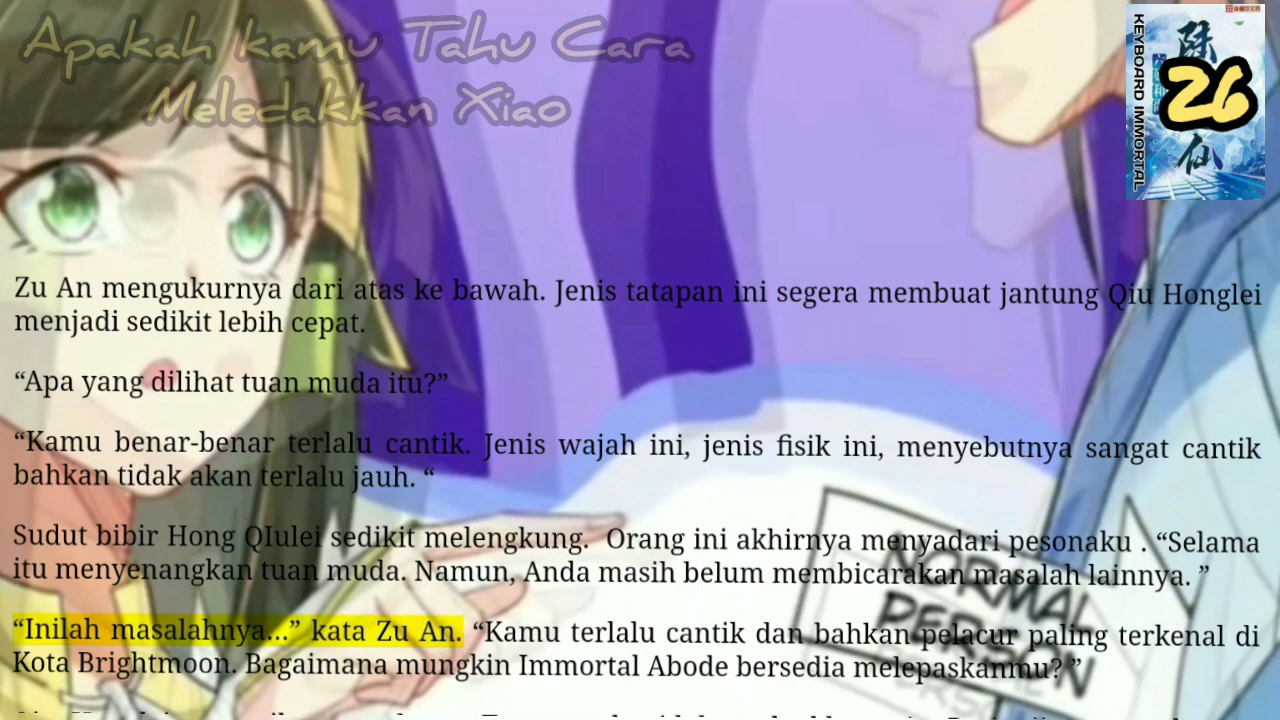 Apakah kamu Tahu Cara
Meledakkan Xiao
KEYBOARD IMMORTAL
陸
26
仙
Zu An mengukurnya dari atas ke bawah. Jenis tatapan ini segera membuat jantung Qiu Honglei
menjadi sedikit lebih cepat.
“Apa yang dilihat tuan muda itu?”
“Kamu benar-benar terlalu cantik. Jenis wajah ini, jenis fisik ini, menyebutnya sangat cantik
bahkan tidak akan terlalu jauh. “
Sudut bibir Hong QIulei sedikit melengkung.  Orang ini akhirnya menyadari pesonaku . “Selama
itu menyenangkan tuan muda. Namun, Anda masih belum membicarakan masalah lainnya. ”
“Inilah masalahnya…” kata Zu An. “Kamu terlalu cantik dan bahkan pelacur paling terkenal di
Kota Brightmoon. Bagaimana mungkin Immortal Abode bersedia melepaskanmu? ”
NORMAL
PERSON